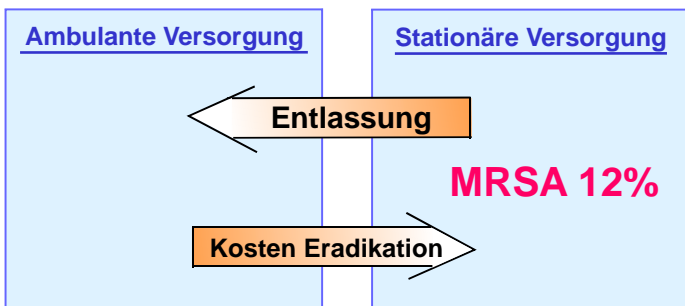 Ambulante Versorgung
Stationäre Versorgung
Entlassung
MRSA 12%
Kosten Eradikation